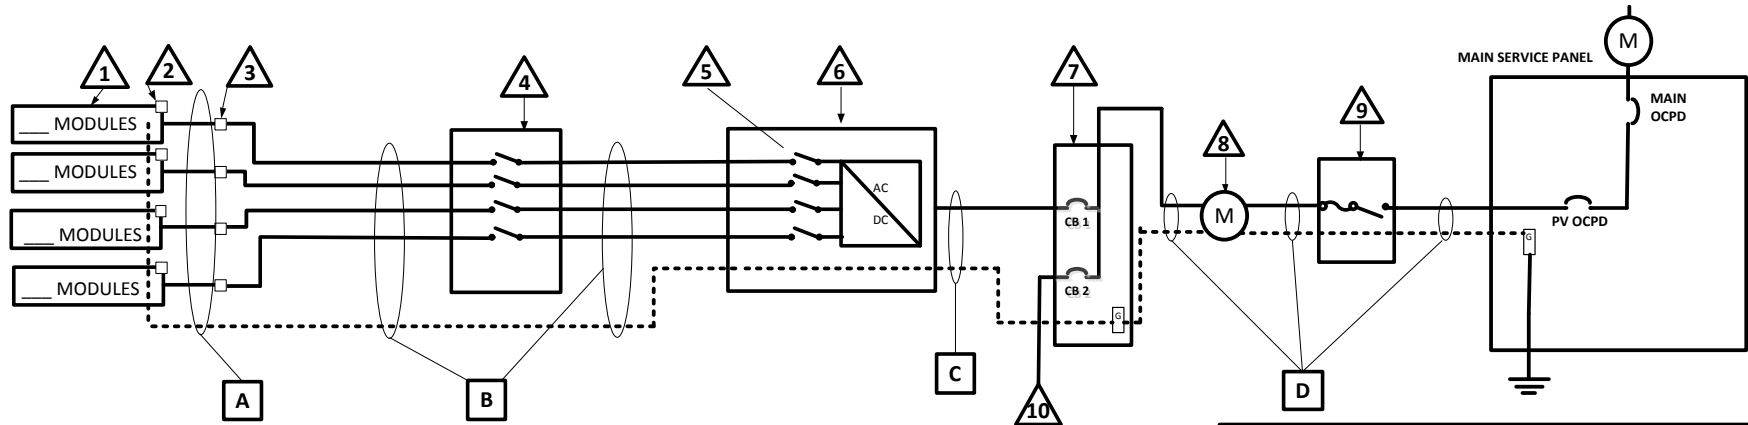 1
2
3
4
5
6
7
8
9
10
___ MODULES
___ MODULES
___ MODULES
___ MODULES
AC
DC
CB 1
CB 2
G
M
M
MAIN SERVICE PANEL
MAIN
OCPD
PV OCPD
G
A
B
C
D